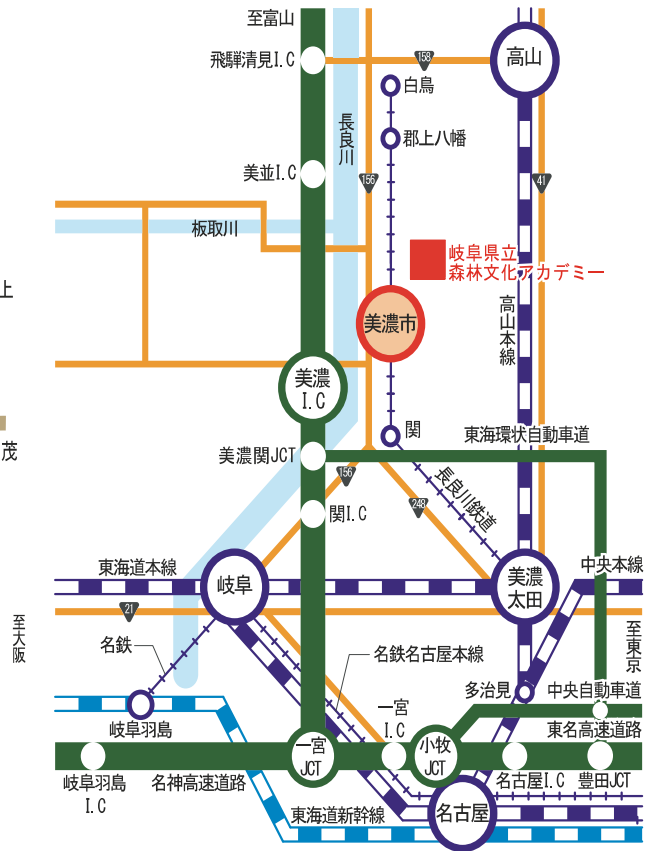 至富山
飛騨清見I.C
158
高山
白鳥
長良川
郡上八幡
美並I.C
156
41
板取川
岐阜県立
森林文化アカデミー
上
美濃市
高山本線
美濃
I.C
関
東海環状自動車道
茂
美濃関JCT
156
長良川鉄道
248
関I.C
東海道本線
中央本線
岐阜
美濃
太田
21
至大阪
至東京
名鉄
名鉄名古屋本線
多治見
中央自動車道
岐阜羽島
一宮
I.C
東名高速道路
一宮
JCT
小牧
JCT
岐阜羽島
I.C
名神高速道路
名古屋I.C
豊田JCT
東海道新幹線
名古屋